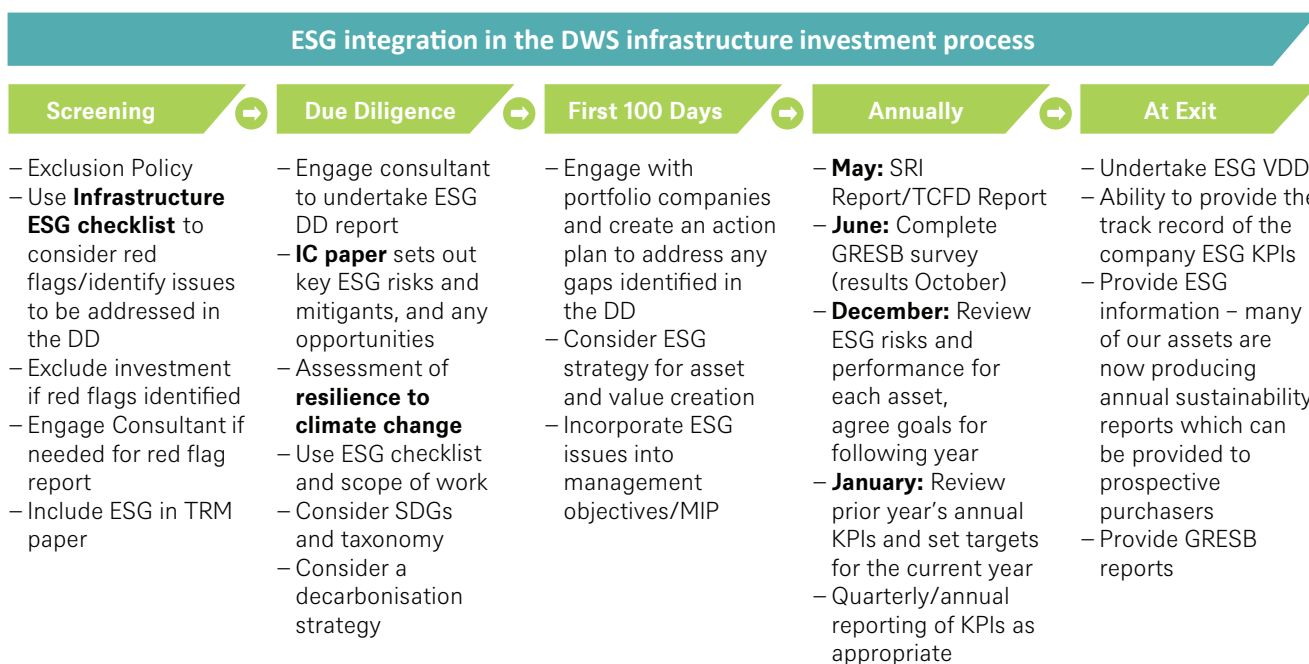 ESG integration in the DWS infrastructure investment process
Screening
– Exclusion Policy
– Use Infrastructure
ESG checklist to
consider red
flags/identify issues
to be addressed in
the DD
– Exclude investment
if red flags identified
– Engage Consultant if
needed for red flag
report
– Include ESG in TRM
paper
Due Diligence
– Engage consultant
to undertake ESG
DD report
– IC paper sets out
key ESG risks and
mitigants, and any
opportunities
– Assessment of
resilience to
climate change
– Use ESG checklist
and scope of work
– Consider SDGs
and taxonomy
– Consider a
decarbonisation
strategy
First 100 Days
– Engage with
portfolio companies
and create an action
plan to address any
gaps identified in
the DD
– Consider ESG
strategy for asset
and value creation
– Incorporate ESG
issues into
management
objectives/MIP
Annually
– May: SRI
Report/TCFD Report
– June: Complete
GRESB survey
(results October)
– December: Review
ESG risks and
performance for
each asset,
agree goals for
following year
– January: Review
prior year's annual
KPIs and set targets
for the current year
– Quarterly/annual
reporting of KPIs as
appropriate
At Exit
– Undertake ESG VDD
– Ability to provide the
track record of the
company ESG KPIs
– Provide ESG
information – many
of our assets are
now producing
annual sustainability
reports which can
be provided to
prospective
purchasers
– Provide GRESB
reports